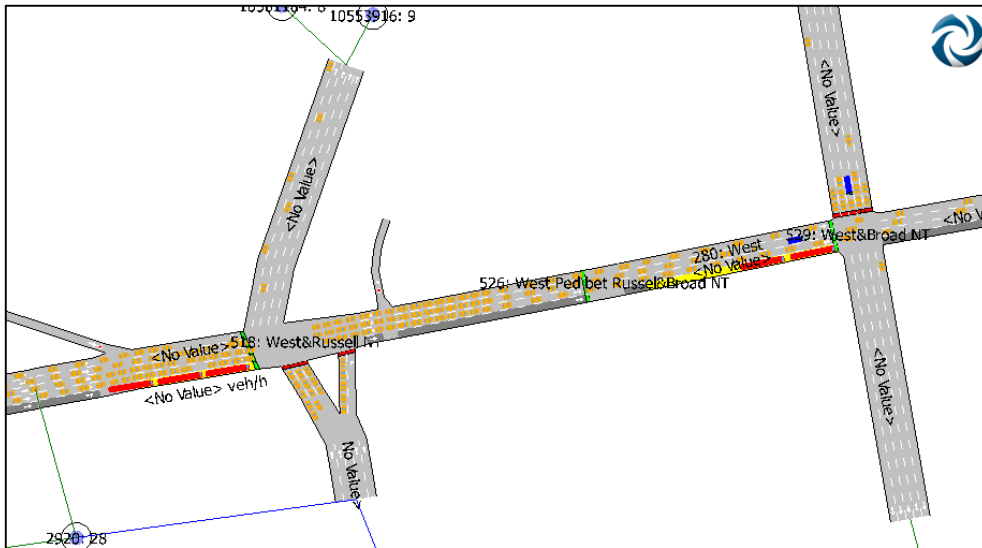 10553916: 9
<No Value>
<No Value>
<No V
529: West&Broad NT
280: West
<No Value>
526: West Ped bet Russel&Broad NT
518: West&Russell NT
<No Value>
<No Value> veh/h
<No Value>
No Value>
2920: 28